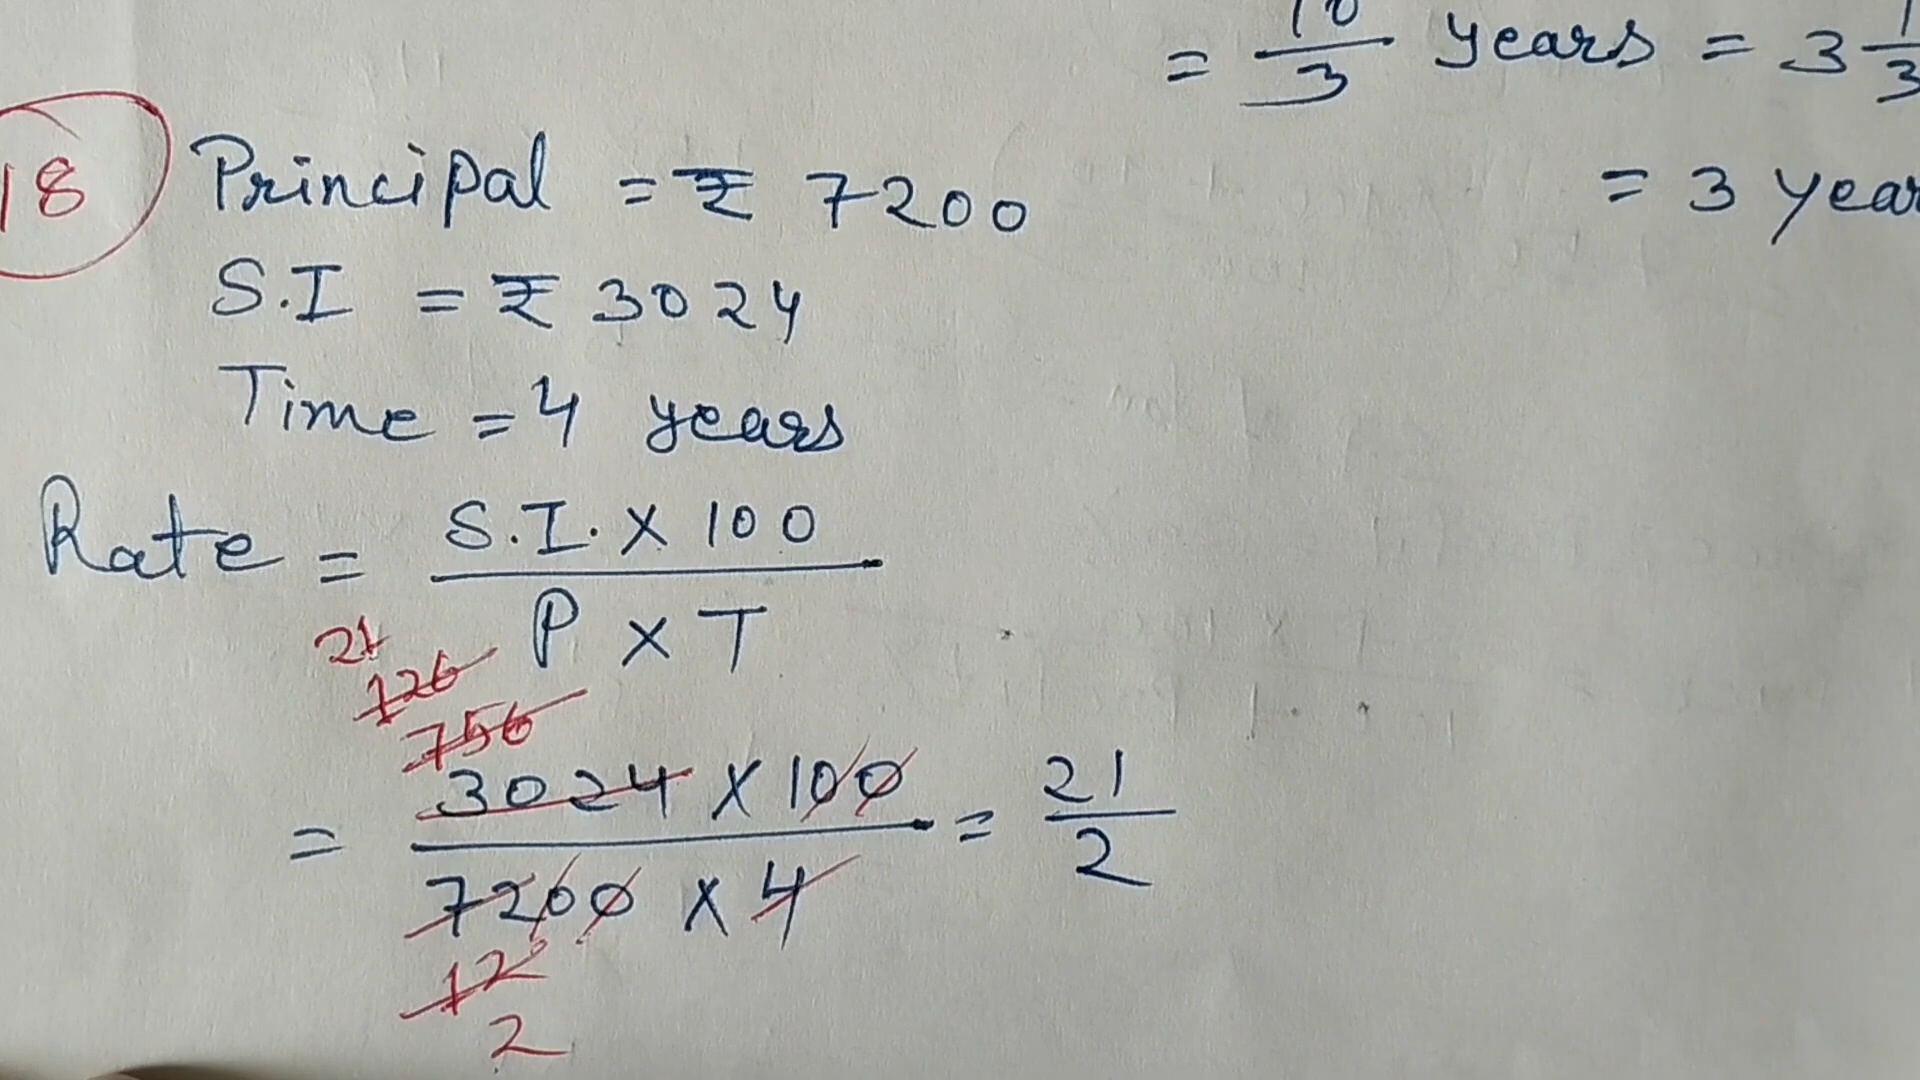 = 10/3 years = 3 1/3
= 3 year
18 Principal = ₹ 7200
S.I = ₹ 3024
Time = 4 years
Rate = S.I. X 100
P X T
21
126
756
= 3024 X 100 = 21
7200 X 4 2
12
2